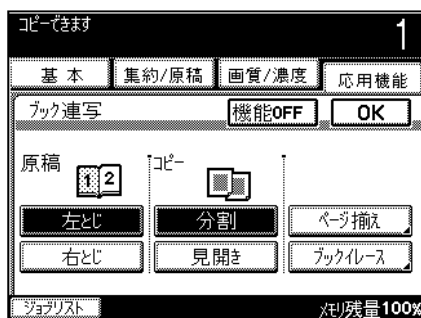 コピーできます
1
基本 集約/原稿 画質/濃度 応用機能
ブック連写 機能OFF OK
原稿 2 コピー
左とじ 分割 ページ揃え
右とじ 見開き ブックイレース
ジョブリスト メモリ残量100%